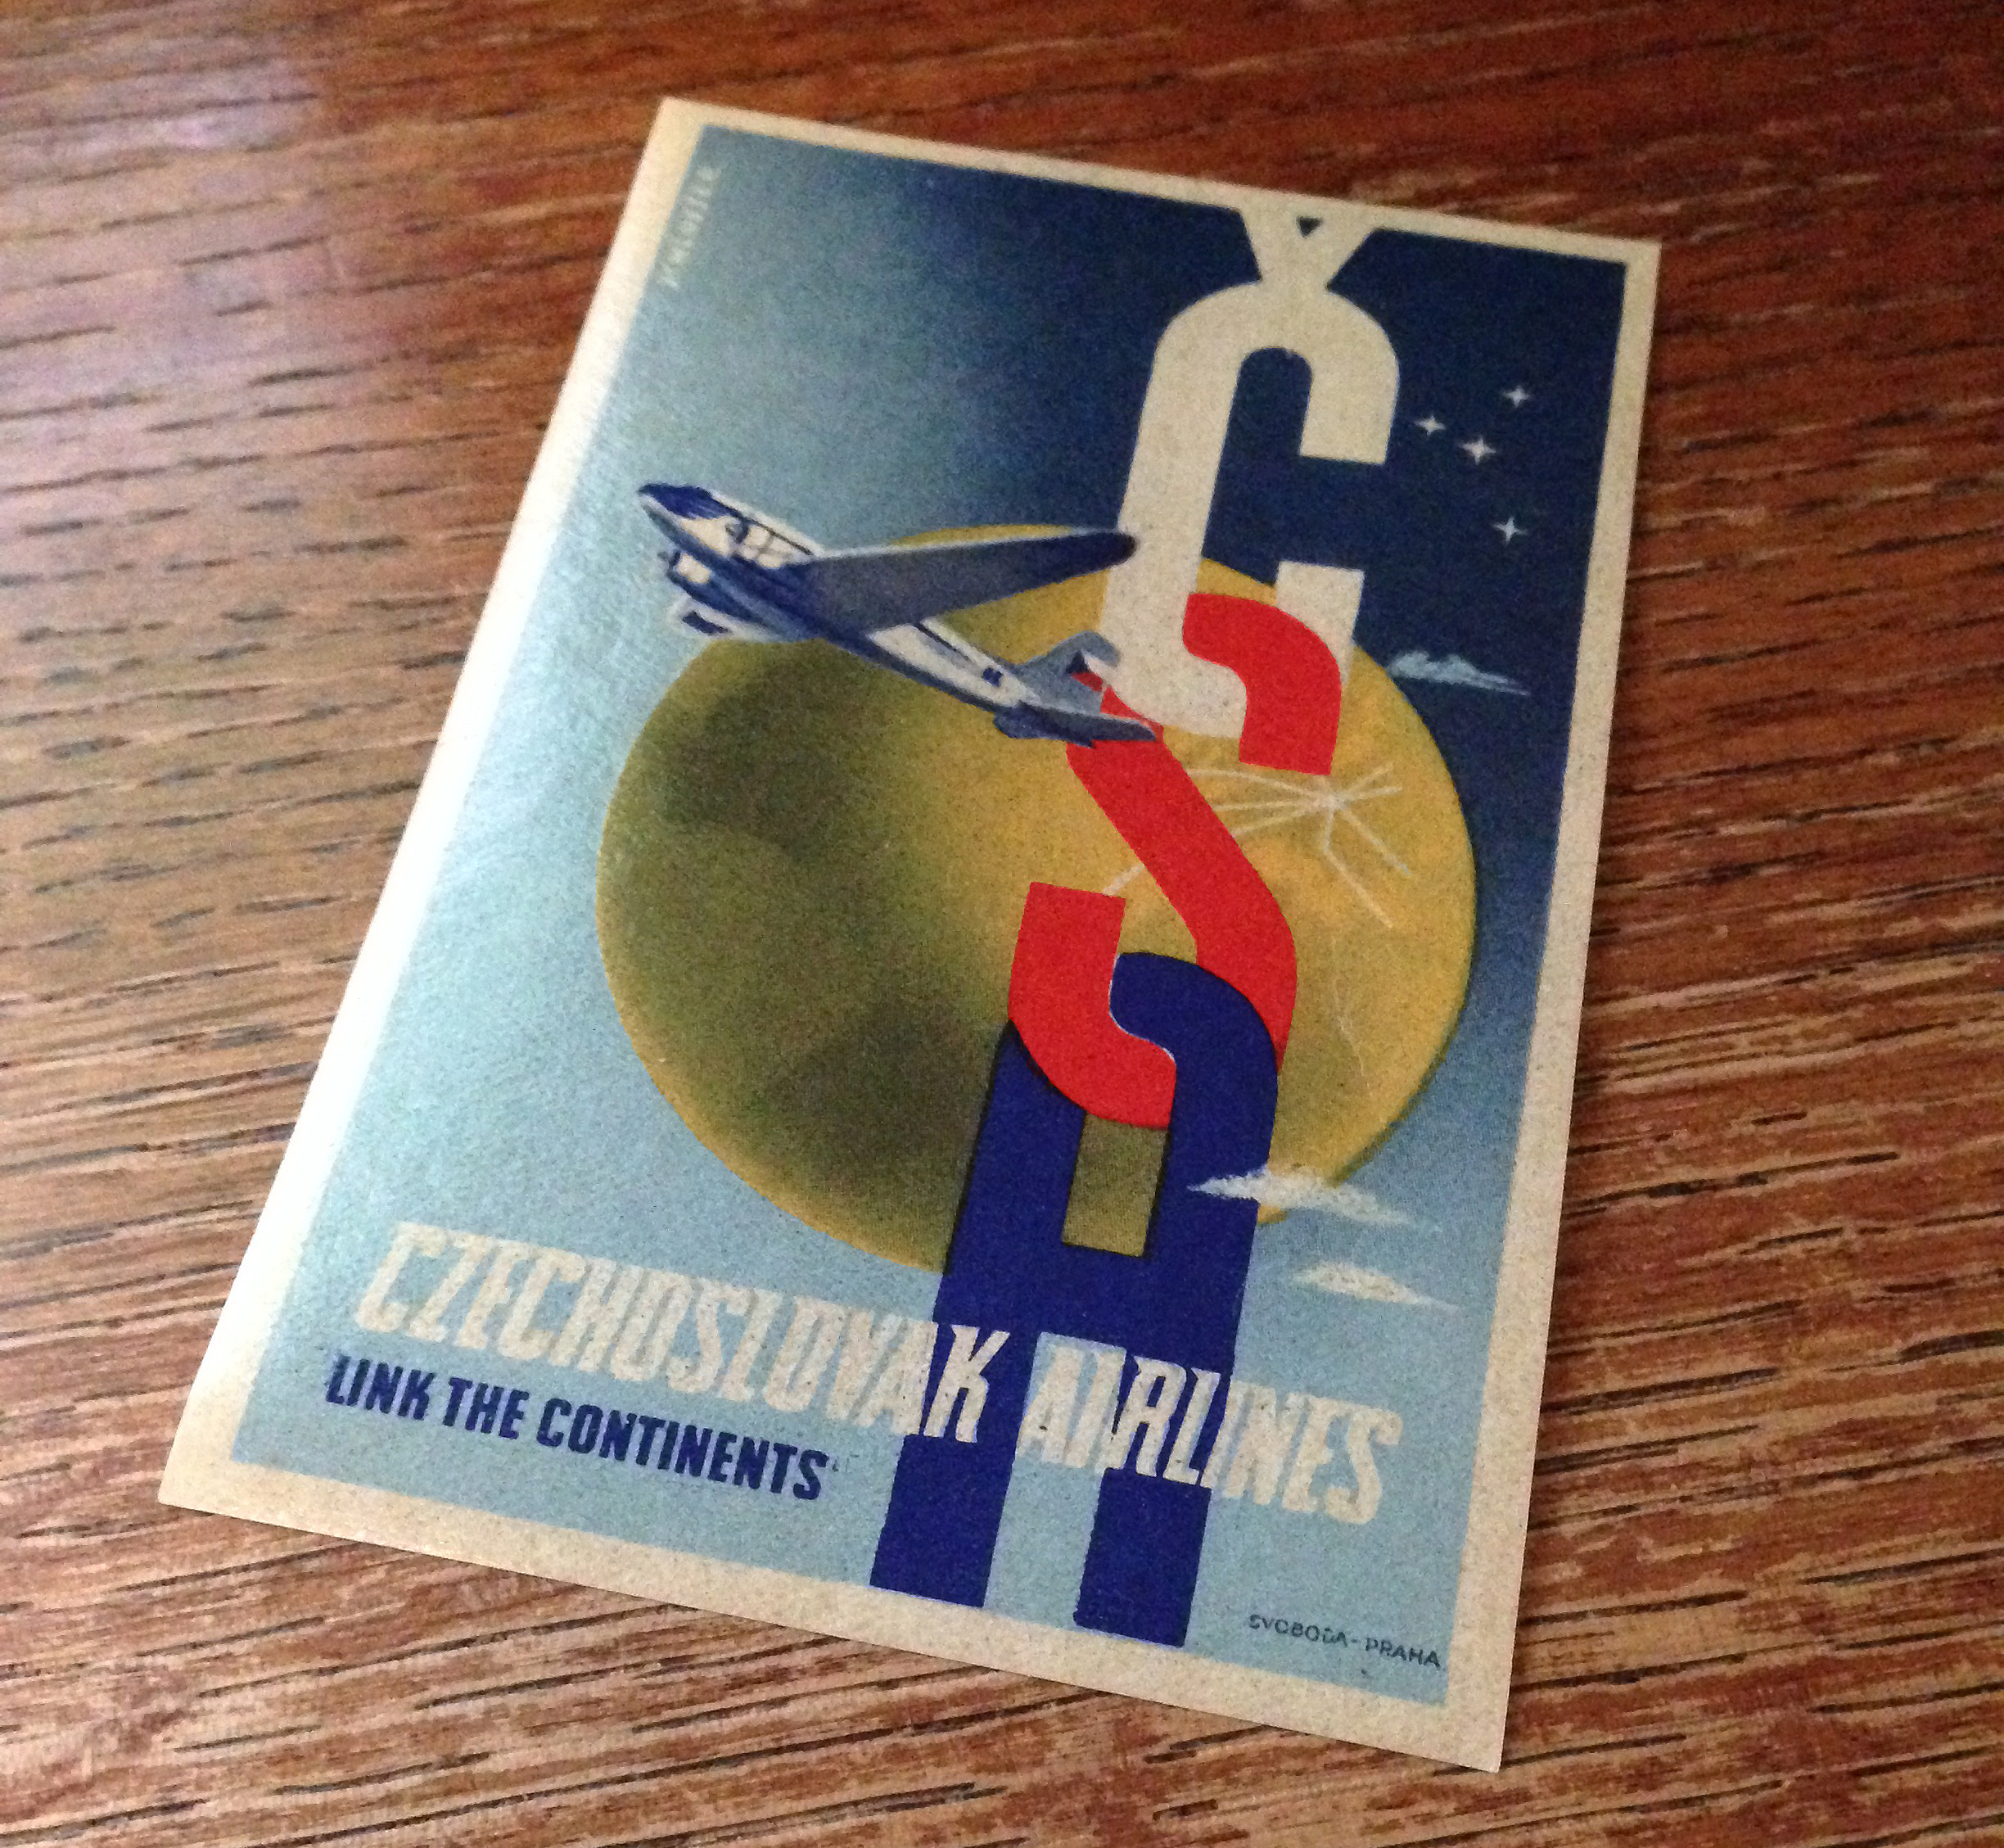 ČSA
CZECHOSLOVAK AIRLINES
LINK THE CONTINENTS
SVOBODA-PRAHA